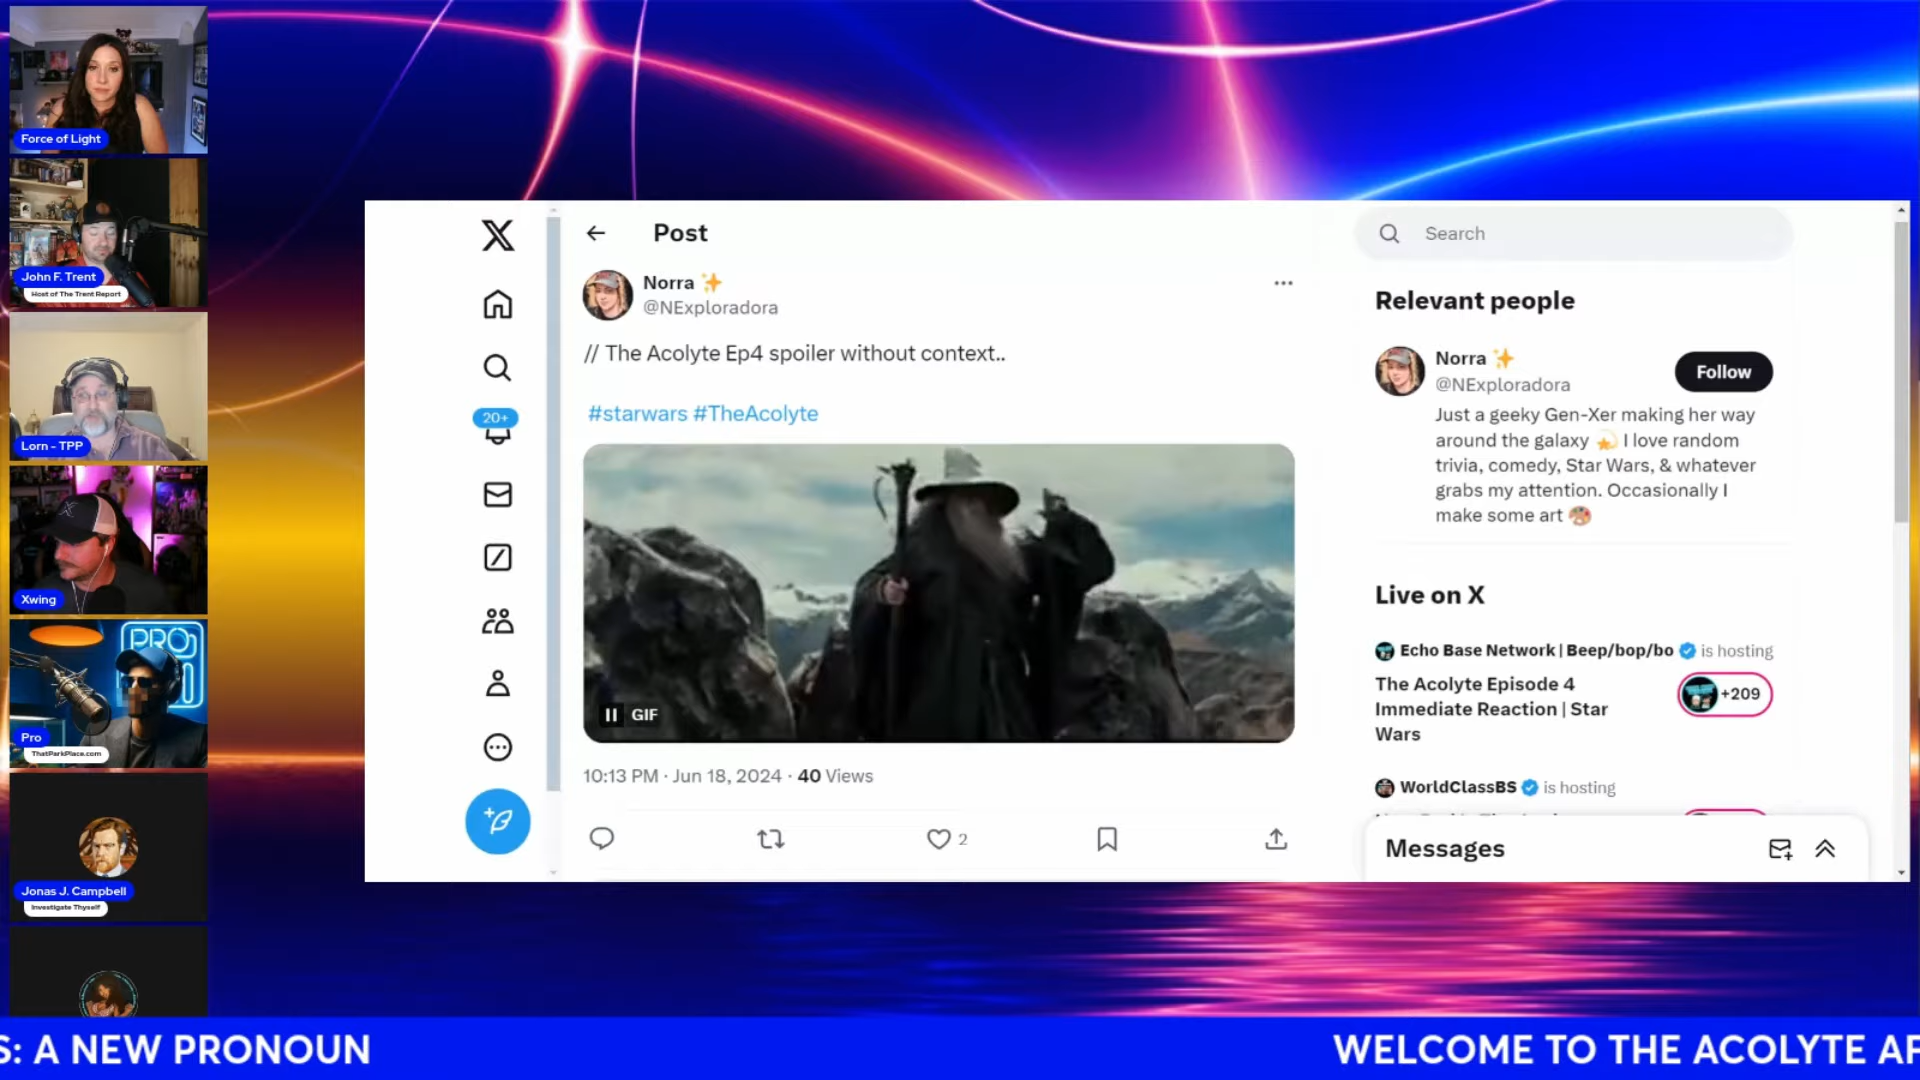 Force of Light
John F. Trent
Host of The Trent Report
Lorn - TPP
Xwing
PRO
Pro
ThatParkPlace.com
Jonas J. Campbell
Investigate Thyself
X
20+
Post
Norra ✨
@NExploradora
// The Acolyte Ep4 spoiler without context..
#starwars #TheAcolyte
GIF
10:13 PM · Jun 18, 2024 · 40 Views
2
Search
Relevant people
Norra ✨
@NExploradora
Follow
Just a geeky Gen-Xer making her way
around the galaxy 💫 I love random
trivia, comedy, Star Wars, & whatever
grabs my attention. Occasionally I
make some art 🎨
Live on X
Echo Base Network | Beep/bop/bo is hosting
The Acolyte Episode 4
Immediate Reaction | Star
Wars
+209
WorldClassBS is hosting
Messages
S: A NEW PRONOUN
WELCOME TO THE ACOLYTE AF